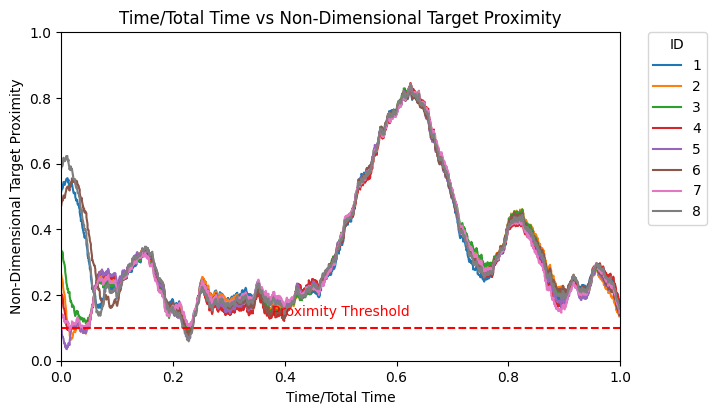 Time/Total Time vs Non-Dimensional Target Proximity
Non-Dimensional Target Proximity
1.0
0.8
0.6
0.4
0.2
0.0
Proximity Threshold
0.0 0.2 0.4 0.6 0.8 1.0
Time/Total Time
ID
1
2
3
4
5
6
7
8